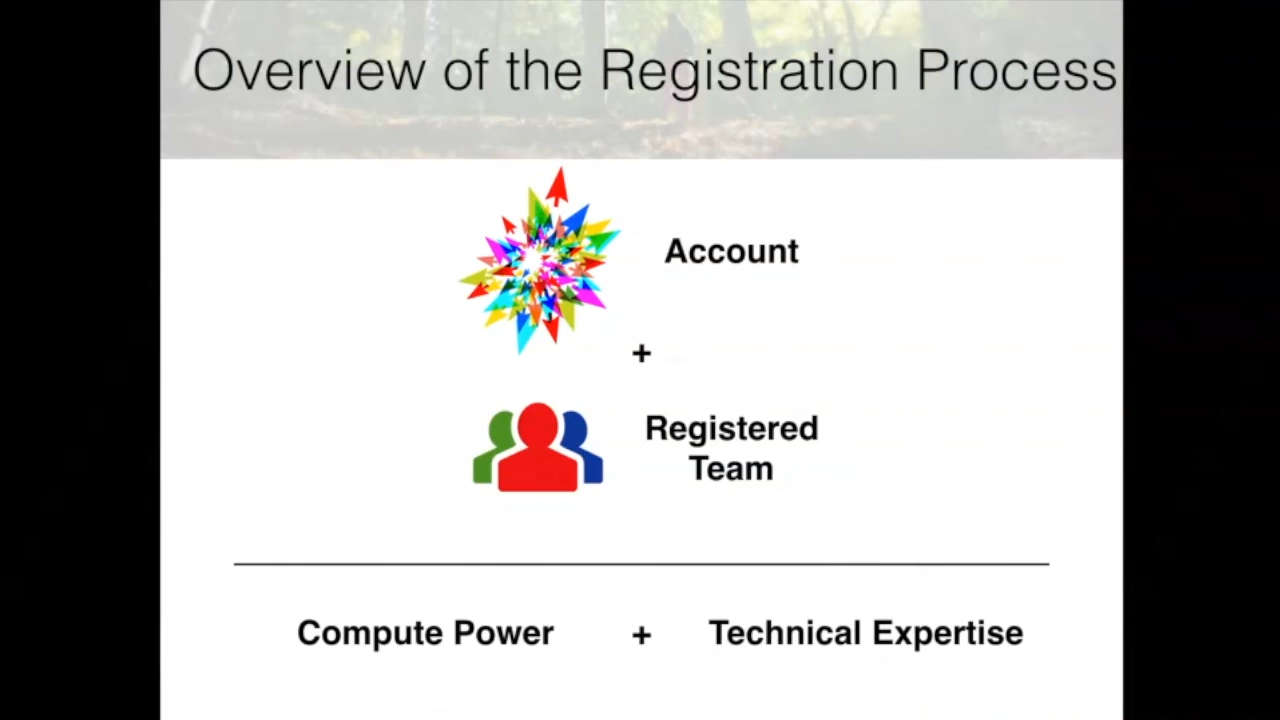 Overview of the Registration Process
Account
+
Registered
Team
Compute Power + Technical Expertise